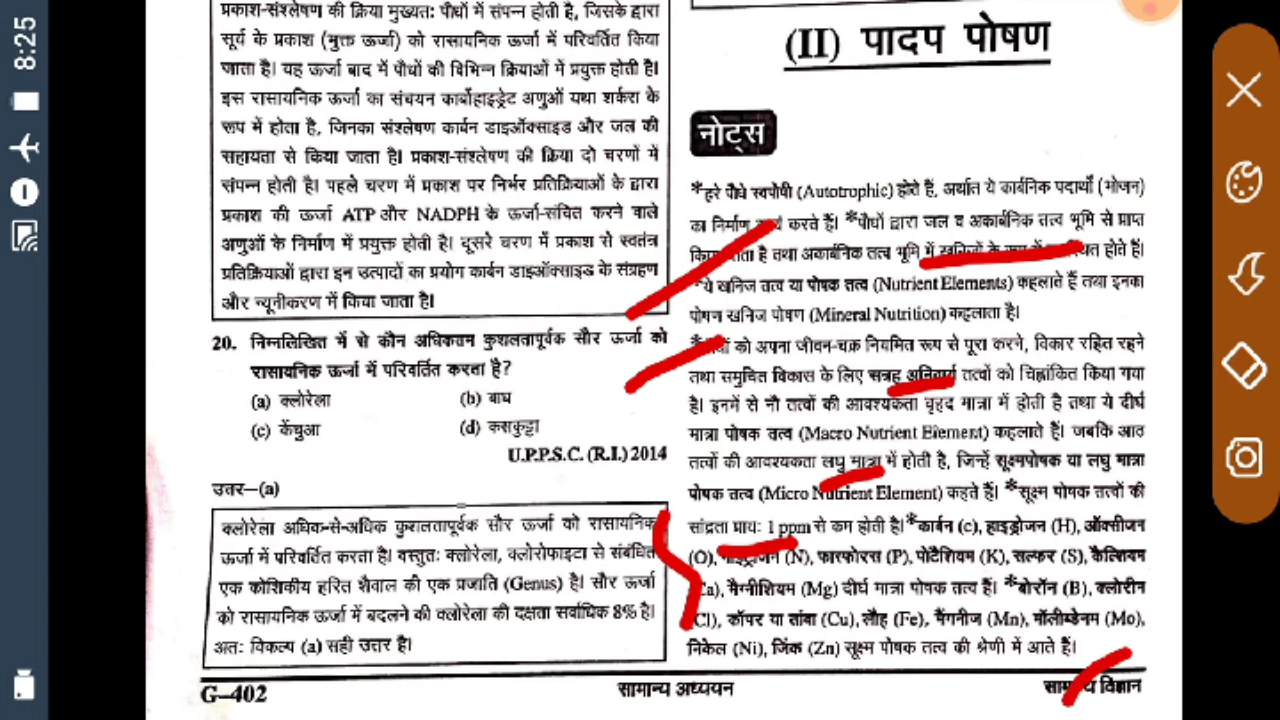 8:25
प्रकाश-संश्लेषण की क्रिया मुख्यतः पौधों में संपन्न होती है, जिसके द्वारा
सूर्य के प्रकाश (मुक्त ऊर्जा) को रासायनिक ऊर्जा में परिवर्तित किया
जाता है। यह ऊर्जा बाद में पौधों की विभिन्न क्रियाओं में प्रयुक्त होती है।
इस रासायनिक ऊर्जा का संचयन कार्बोहाइड्रेट अणुओं यथा शर्करा के
रूप में होता है, जिनका संश्लेषण कार्बन डाइऑक्साइड और जल की
सहायता से किया जाता है। प्रकाश-संश्लेषण की क्रिया दो चरणों में
संपन्न होती है। पहले चरण में प्रकाश पर निर्भर प्रतिक्रियाओं के द्वारा
प्रकाश की ऊर्जा ATP और NADPH के ऊर्जा-संचित करने वाले
अणुओं के निर्माण में प्रयुक्त होती है। दूसरे चरण में प्रकाश से स्वतंत्र
प्रतिक्रियाओं द्वारा इन उत्पादों का प्रयोग कार्बन डाइऑक्साइड के संग्रहण
और न्यूनीकरण में किया जाता है।
20. निम्नलिखित में से कौन अधिकतम कुशलतापूर्वक सौर ऊर्जा को
रासायनिक ऊर्जा में परिवर्तित करता है?
(a) क्लोरेला (b) बाघ
(c) केंचुआ (d) कसकुट्टा
U.P.P.S.C. (R.I.) 2014
उत्तर—(a)
क्लोरेला अधिक-से-अधिक कुशलतापूर्वक सौर ऊर्जा को रासायनिक
ऊर्जा में परिवर्तित करता है। वस्तुतः क्लोरेला, क्लोरोफाइटा से संबंधित
एक कोशिकीय हरित शैवाल की एक प्रजाति (Genus) है। सौर ऊर्जा
को रासायनिक ऊर्जा में बदलने की क्लोरेला की दक्षता सर्वाधिक 8% है।
अतः विकल्प (a) सही उत्तर है।
(II) पादप पोषण
नोट्स
*हरे पौधे स्वपोषी (Autotrophic) होते हैं, अर्थात ये कार्बनिक पदार्थों (भोजन)
का निर्माण करते हैं। *पौधों द्वारा जल व अकार्बनिक तत्व भूमि से प्राप्त
है तथा अकार्बनिक तत्व भूमि में खनिजों के रूप में होते हैं।
*ये खनिज तत्व या पोषक तत्व (Nutrient Elements) कहलाते हैं तथा इनका
पोषण खनिज पोषण (Mineral Nutrition) कहलाता है।
को अपना जीवन-चक्र नियमित रूप से पूरा करने, विकार रहित रहने
तथा समुचित विकास के लिए सत्रह अनिवार्य तत्वों को चिह्नांकित किया गया
है। इनमें से नौ तत्वों की आवश्यकता वृहद मात्रा में होती है तथा ये दीर्घ
मात्रा पोषक तत्व (Macro Nutrient Element) कहलाते हैं। जबकि आठ
तत्वों की आवश्यकता लघु मात्रा में होती है, जिन्हें सूक्ष्मपोषक या लघु मात्रा
पोषक तत्व (Micro Nutrient Element) कहते हैं। *सूक्ष्म पोषक तत्वों की
सांद्रता प्रायः 1 ppm से कम होती है। *कार्बन (c), हाइड्रोजन (H), ऑक्सीजन
(O), नाइट्रोजन (N), फास्फोरस (P), पोटैशियम (K), सल्फर (S), कैल्शियम
मैग्नीशियम (Mg) दीर्घ मात्रा पोषक तत्व हैं। *बोरॉन (B), क्लोरीन
(Cl), कॉपर या तांबा (Cu), लौह (Fe), मैंगनीज (Mn), मॉलीब्डेनम (Mo),
निकेल (Ni), जिंक (Zn) सूक्ष्म पोषक तत्व की श्रेणी में आते हैं।
G–402 सामान्य अध्ययन सामान्य विज्ञान